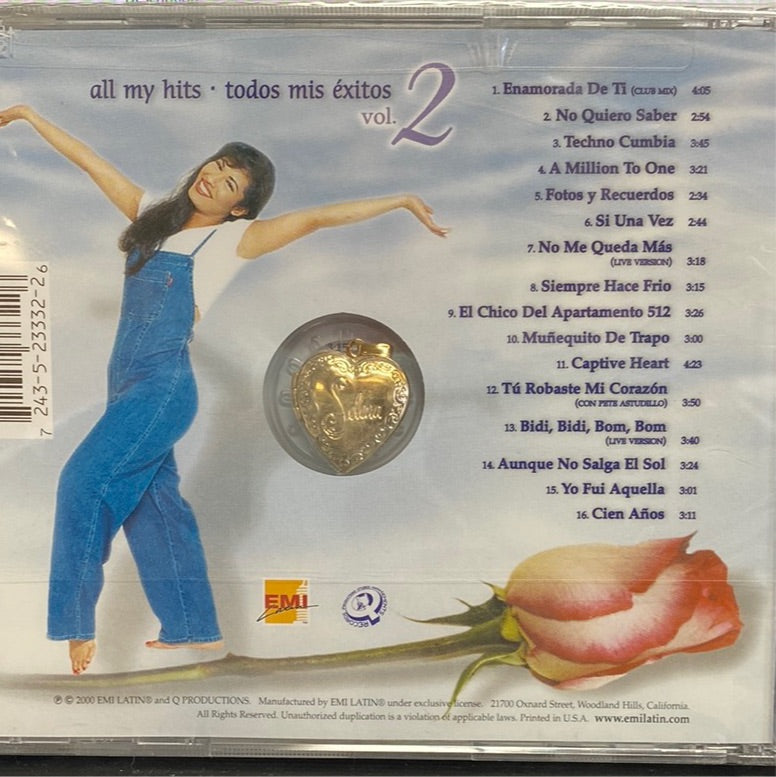 all my hits · todos mis éxitos
vol. 2
1. Enamorada De Ti (CLUB MIX) 4:05
2. No Quiero Saber 2:54
3. Techno Cumbia 3:45
4. A Million To One 3:21
5. Fotos y Recuerdos 2:34
6. Si Una Vez 2:44
7. No Me Queda Más
(LIVE VERSION) 3:18
8. Siempre Hace Frio 3:15
9. El Chico Del Apartamento 512 3:26
10. Muñequito De Trapo 3:00
11. Captive Heart 4:23
12. Tú Robaste Mi Corazón
(CON PETE ASTUDILLO) 3:50
13. Bidi, Bidi, Bom, Bom
(LIVE VERSION) 3:40
14. Aunque No Salga El Sol 3:24
15. Yo Fui Aquella 3:01
16. Cien Años 3:11
7 243-5-23332-2 6
Selena
EMI
Latin
Q
℗ © 2000 EMI LATIN® and Q PRODUCTIONS. Manufactured by EMI LATIN® under exclusive license. 21700 Oxnard Street, Woodland Hills, California.
All Rights Reserved. Unauthorized duplication is a violation of applicable laws. Printed in U.S.A. www.emilatin.com